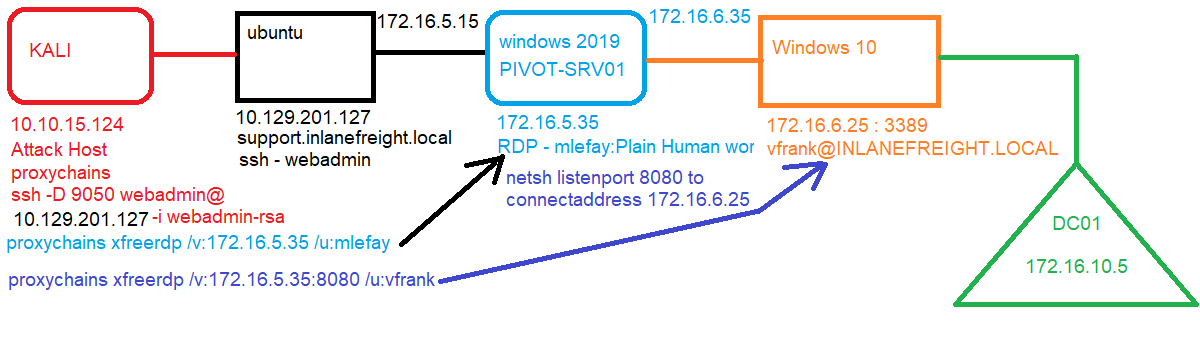 KALI
10.10.15.124
Attack Host
proxychains
ssh -D 9050 webadmin@
10.129.201.127 -i webadmin-rsa
proxychains xfreerdp /v:172.16.5.35 /u:mlefay
proxychains xfreerdp /v:172.16.5.35:8080 /u:vfrank
ubuntu
10.129.201.127
support.inlanefreight.local
ssh - webadmin
172.16.5.15
windows 2019
PIVOT-SRV01
172.16.5.35
RDP - mlefay:Plain Human wor
netsh listenport 8080 to
connectaddress 172.16.6.25
172.16.6.35
Windows 10
172.16.6.25 : 3389
vfrank@INLANEFREIGHT.LOCAL
DC01
172.16.10.5